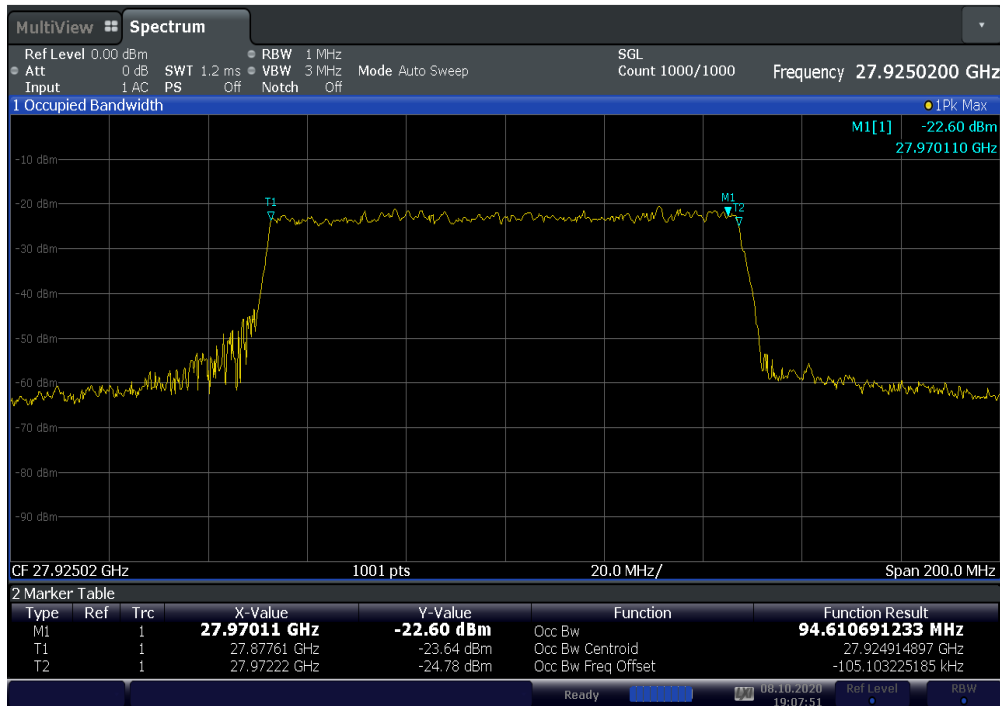 MultiView Spectrum
Ref Level 0.00 dBm RBW 1 MHz SGL
Att 0 dB SWT 1.2 ms VBW 3 MHz Mode Auto Sweep Count 1000/1000 Frequency 27.9250200 GHz
Input 1 AC PS Off Notch Off
1 Occupied Bandwidth 1Pk Max
M1[1] -22.60 dBm
27.970110 GHz
-10 dBm
M1
T1
T2
-20 dBm
-30 dBm
-40 dBm
-50 dBm
-60 dBm
-70 dBm
-80 dBm
-90 dBm
CF 27.92502 GHz 1001 pts 20.0 MHz/ Span 200.0 MHz
2 Marker Table
Type Ref Trc X-Value Y-Value Function Function Result
M1 1 27.97011 GHz -22.60 dBm Occ Bw 94.610691233 MHz
T1 1 27.87761 GHz -23.64 dBm Occ Bw Centroid 27.924914897 GHz
T2 1 27.97222 GHz -24.78 dBm Occ Bw Freq Offset -105.103225185 kHz
Ready 08.10.2020 Ref Level RBW
19:07:51